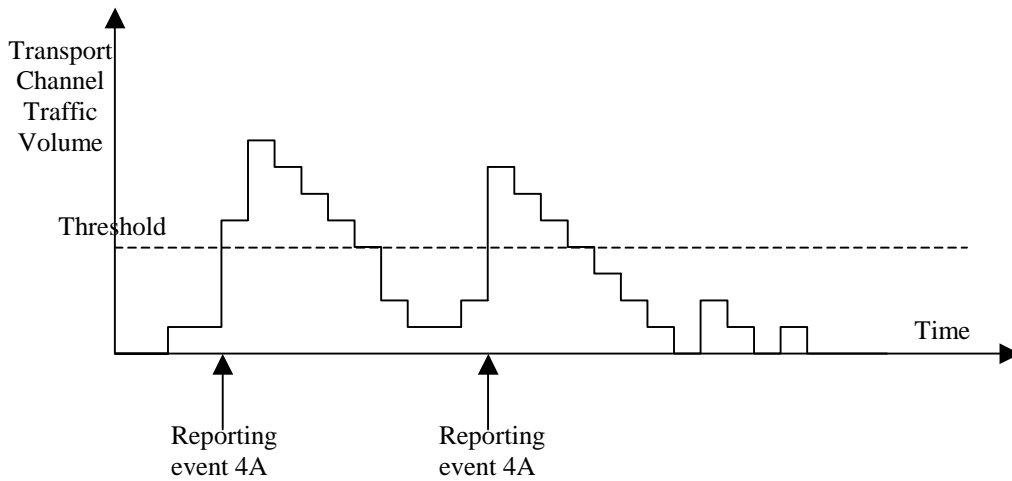 Transport
Channel
Traffic
Volume
Threshold
Time
Reporting
event 4A
Reporting
event 4A